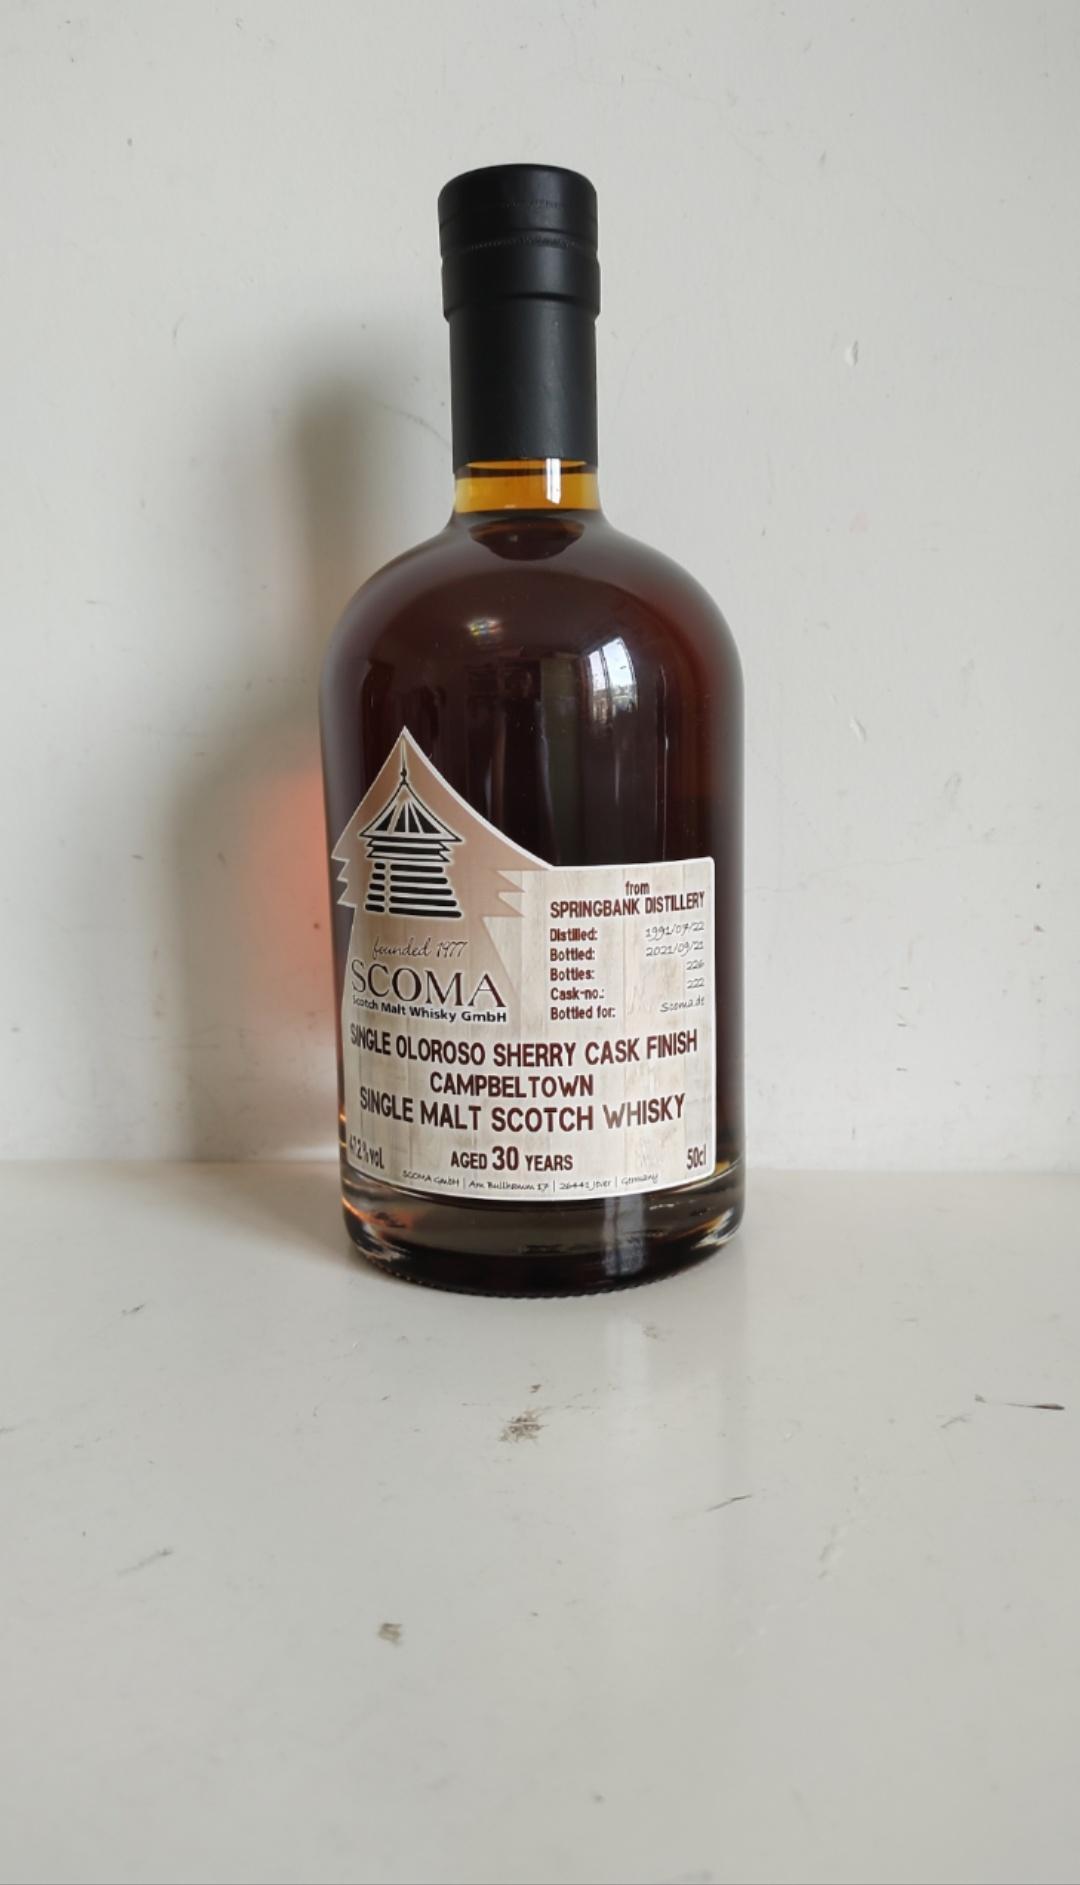 founded 1977
SCOMA
Scotch Malt Whisky GmbH
from
SPRINGBANK DISTILLERY
Distilled: 1991/07/22
Bottled: 2021/09/21
Bottles: 226
Cask-no.: 222
Bottled for: Scoma.de
SINGLE OLOROSO SHERRY CASK FINISH
CAMPBELTOWN
SINGLE MALT SCOTCH WHISKY
47,2%vol.
AGED 30 YEARS
50cl
SCOMA GmbH | Am Bullhamm 17 | 26441 Jever | Germany